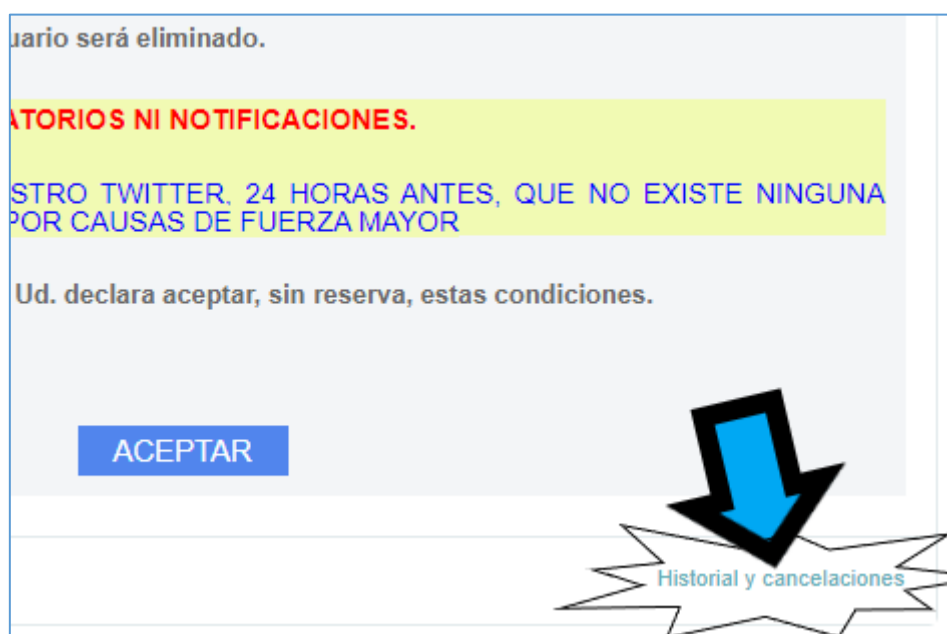 uario será eliminado.
ATORIOS NI NOTIFICACIONES.
STRO TWITTER, 24 HORAS ANTES, QUE NO EXISTE NINGUNA
POR CAUSAS DE FUERZA MAYOR
Ud. declara aceptar, sin reserva, estas condiciones.
ACEPTAR
Historial y cancelaciones